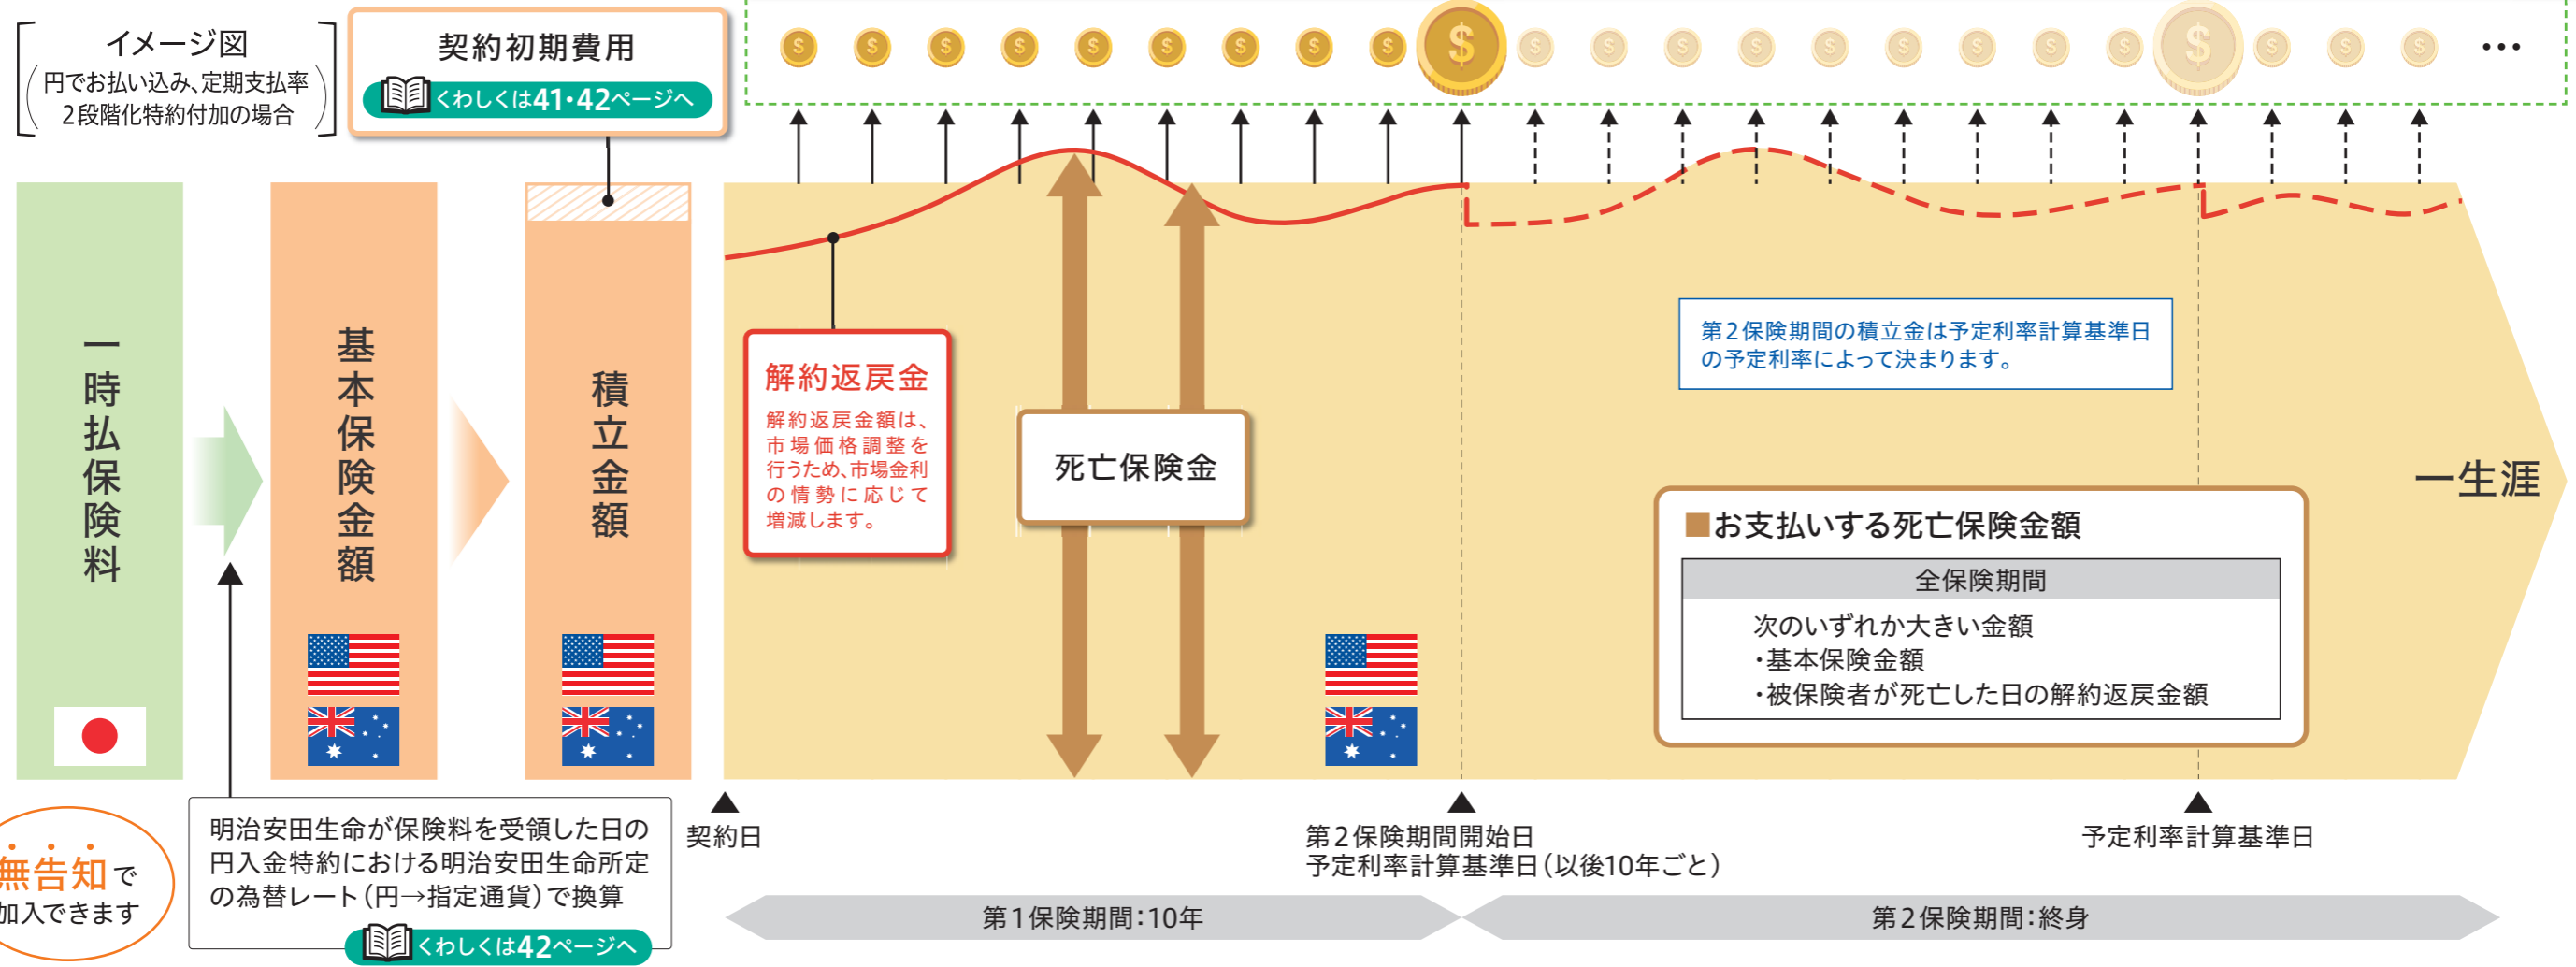 イメージ図
円でお払い込み、定期支払率
2段階化特約付加の場合
契約初期費用
くわしくは41・42ページへ
一時払保険料
基本保険金額
積立金額
解約返戻金
解約返戻金額は、
市場価格調整を
行うため、市場金利
の情勢に応じて
増減します。
死亡保険金
第2保険期間の積立金は予定利率計算基準日
の予定利率によって決まります。
一生涯
■お支払いする死亡保険金額
全保険期間
次のいずれか大きい金額
・基本保険金額
・被保険者が死亡した日の解約返戻金額
無告知で
加入できます
明治安田生命が保険料を受領した日の
円入金特約における明治安田生命所定
の為替レート（円→指定通貨）で換算
くわしくは42ページへ
契約日
第2保険期間開始日
予定利率計算基準日（以後10年ごと）
予定利率計算基準日
第1保険期間：10年
第2保険期間：終身